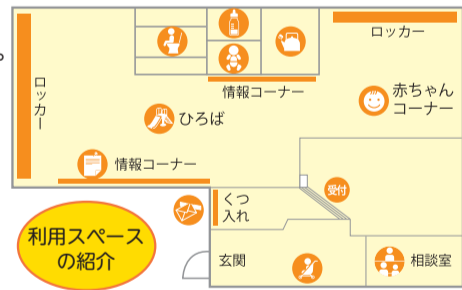 ロッカー
ロッカー
情報コーナー
赤ちゃん
コーナー
ひろば
情報コーナー
受付
くつ
入れ
利用スペース
の紹介
玄関
相談室